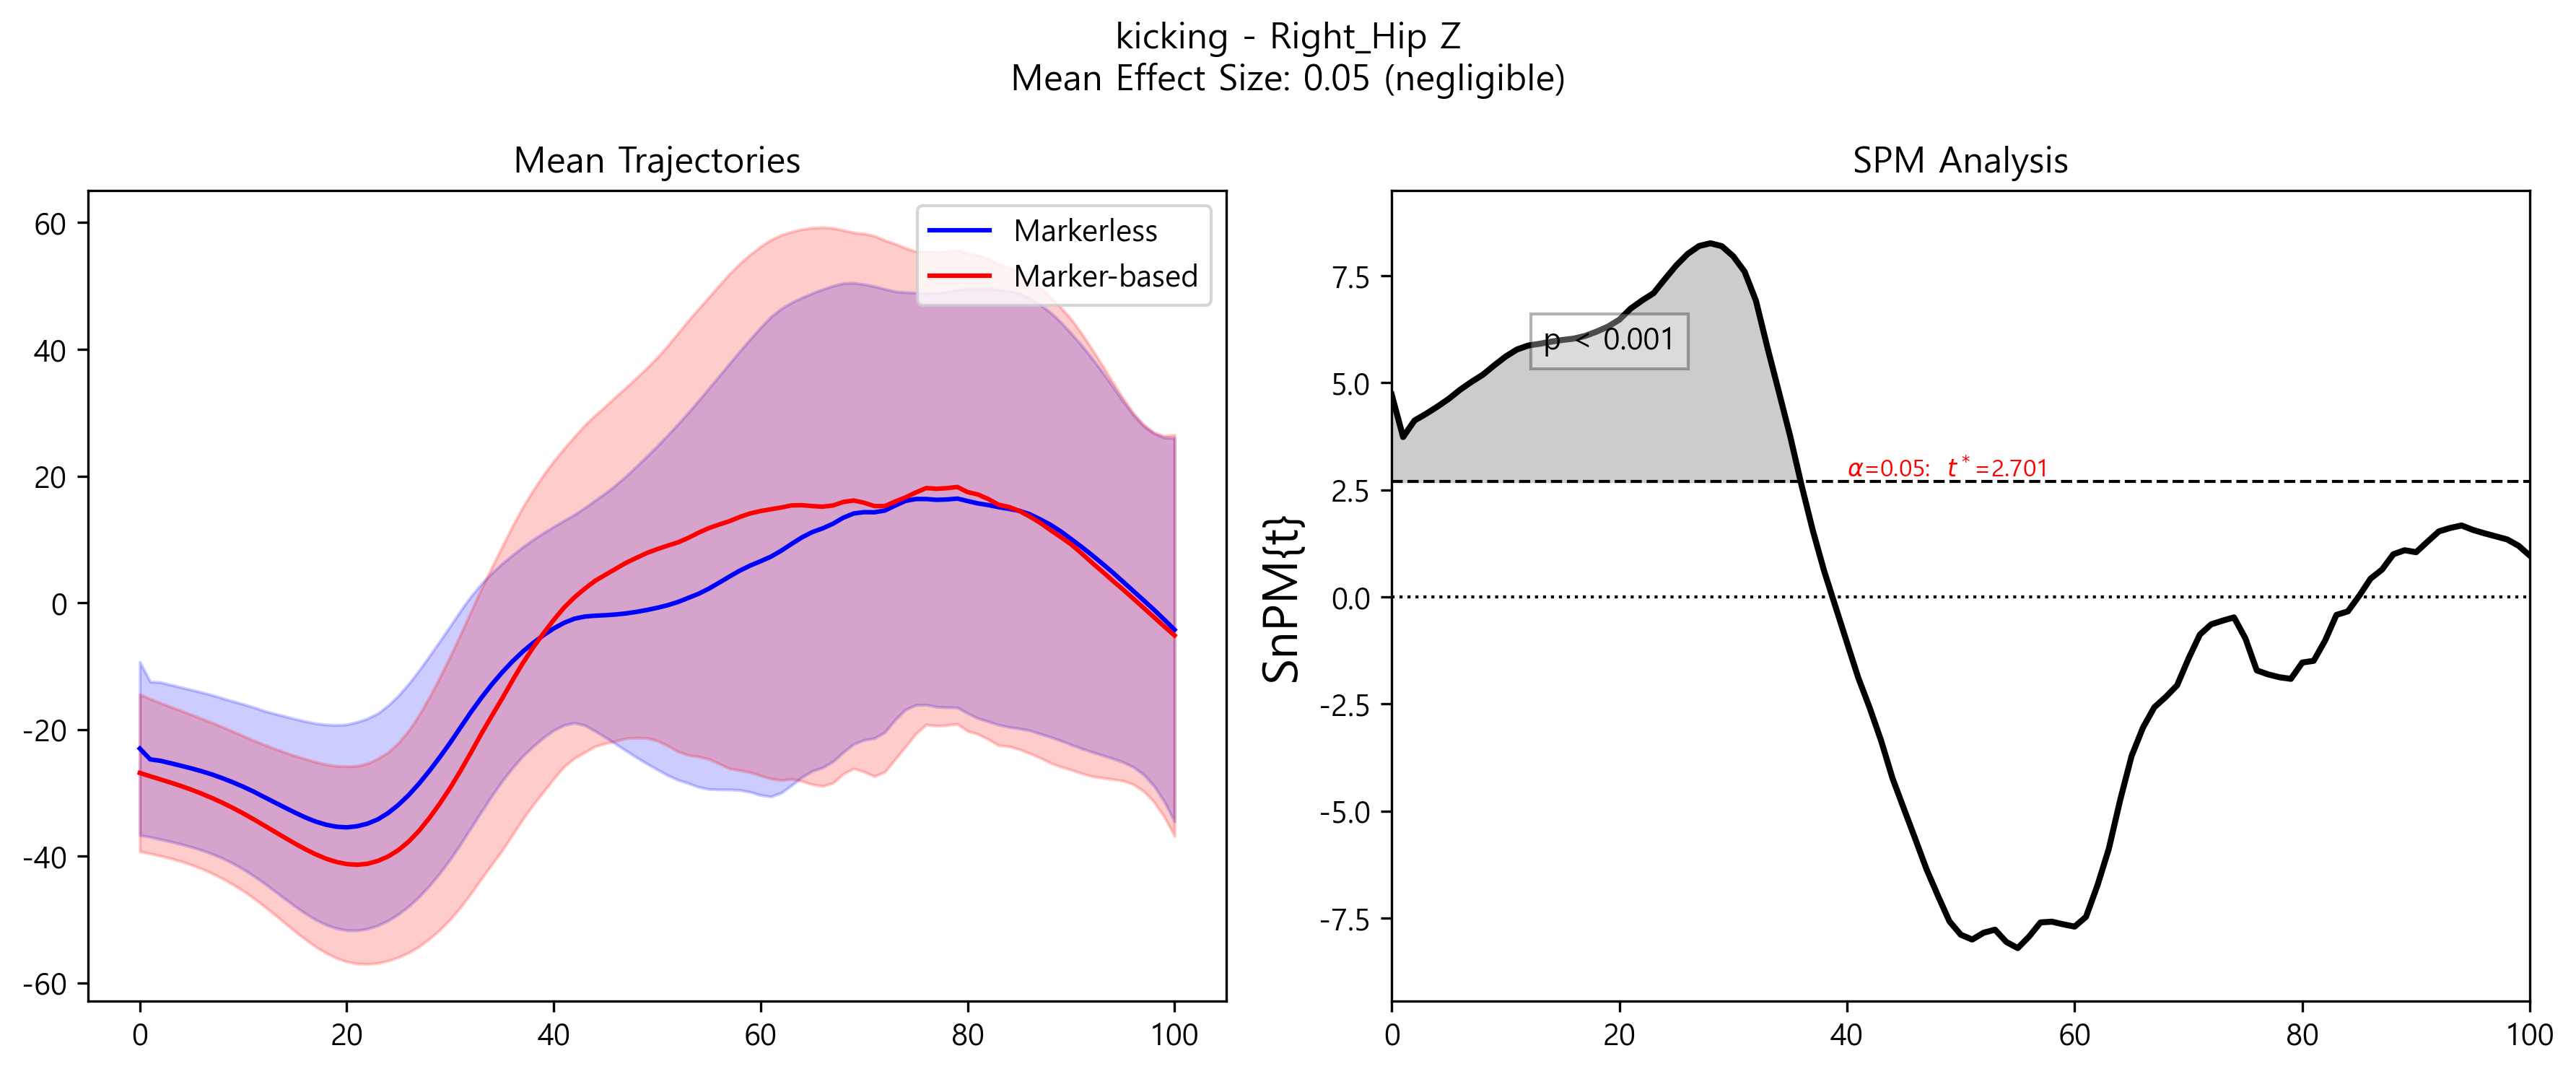 kicking - Right_Hip Z
Mean Effect Size: 0.05 (negligible)
Mean Trajectories
60
40
20
0
-20
-40
-60
0 20 40 60 80 100
Markerless
Marker-based
SPM Analysis
SnPM{t}
7.5
5.0
2.5
0.0
-2.5
-5.0
-7.5
0 20 40 60 80 100
p < 0.001
α=0.05: t*=2.701